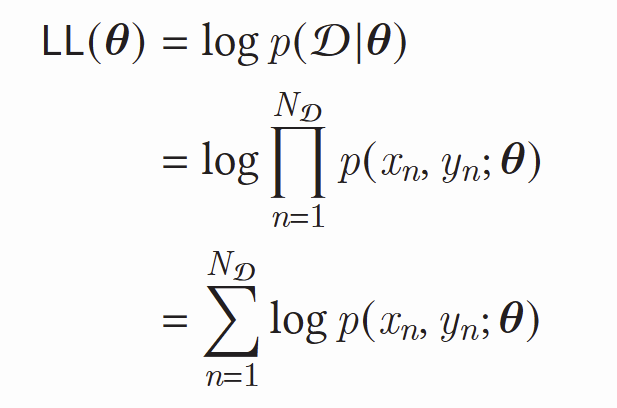 LL(θ) = log p(𝒟|θ)
= log ∏_{n=1}^{N_𝒟} p(x_n, y_n; θ)
= ∑_{n=1}^{N_𝒟} log p(x_n, y_n; θ)